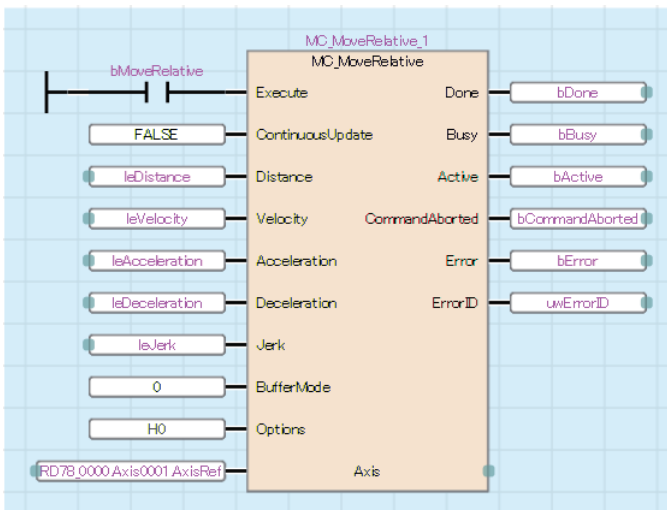 MC_MoveRelative_1
MC_MoveRelative
bMoveRelative
Execute Done bDone
FALSE ContinuousUpdate Busy bBusy
leDistance Distance Active bActive
leVelocity Velocity CommandAborted bCommandAborted
leAcceleration Acceleration Error bError
leDeceleration Deceleration ErrorID uwErrorID
leJerk Jerk
0 BufferMode
H0 Options
RD78_0000.Axis0001.AxisRef Axis